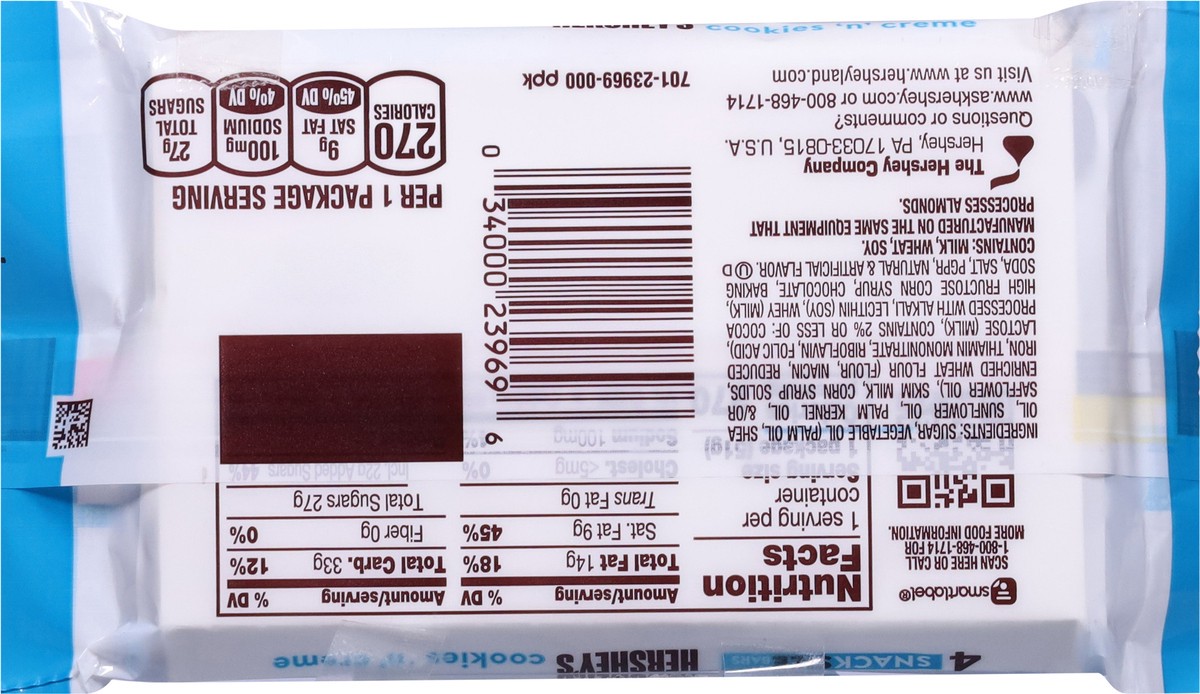 4 SNACK SIZE BARS HERSHEY'S cookies 'n' creme
smartlabel®
SCAN HERE OR CALL
1-800-468-1714 FOR
MORE FOOD INFORMATION.
Nutrition
Facts
1 serving per
container
Serving size
1 package (51g)
Amount/serving % DV
Total Fat 14g 18%
Sat. Fat 9g 45%
Trans Fat 0g
Cholest. <5mg 0%
Sodium 100mg 4%
Amount/serving % DV
Total Carb. 33g 12%
Fiber 0g 0%
Total Sugars 27g
Incl. 22g Added Sugars 44%
INGREDIENTS: SUGAR, VEGETABLE OIL (PALM OIL, SHEA
OIL, SUNFLOWER OIL, PALM KERNEL OIL, &/OR
SAFFLOWER OIL), SKIM MILK, CORN SYRUP SOLIDS,
ENRICHED WHEAT FLOUR (FLOUR, NIACIN, REDUCED
IRON, THIAMIN MONONITRATE, RIBOFLAVIN, FOLIC ACID),
LACTOSE (MILK), CONTAINS 2% OR LESS OF: COCOA
PROCESSED WITH ALKALI, LECITHIN (SOY), WHEY (MILK),
HIGH FRUCTOSE CORN SYRUP, CHOCOLATE, BAKING
SODA, SALT, PGPR, NATURAL & ARTIFICIAL FLAVOR. Ⓤ D
CONTAINS: MILK, WHEAT, SOY.
MANUFACTURED ON THE SAME EQUIPMENT THAT
PROCESSES ALMONDS.
The Hershey Company
Hershey, PA 17033-0815, U.S.A.
Questions or comments?
www.askhershey.com or 800-468-1714
Visit us at www.hersheyland.com
6 23969 34000 0
701-23969-000 ppk
PER 1 PACKAGE SERVING
270
CALORIES
9g
SAT FAT
45% DV
100mg
SODIUM
4% DV
27g
TOTAL
SUGARS
cookies 'n' creme